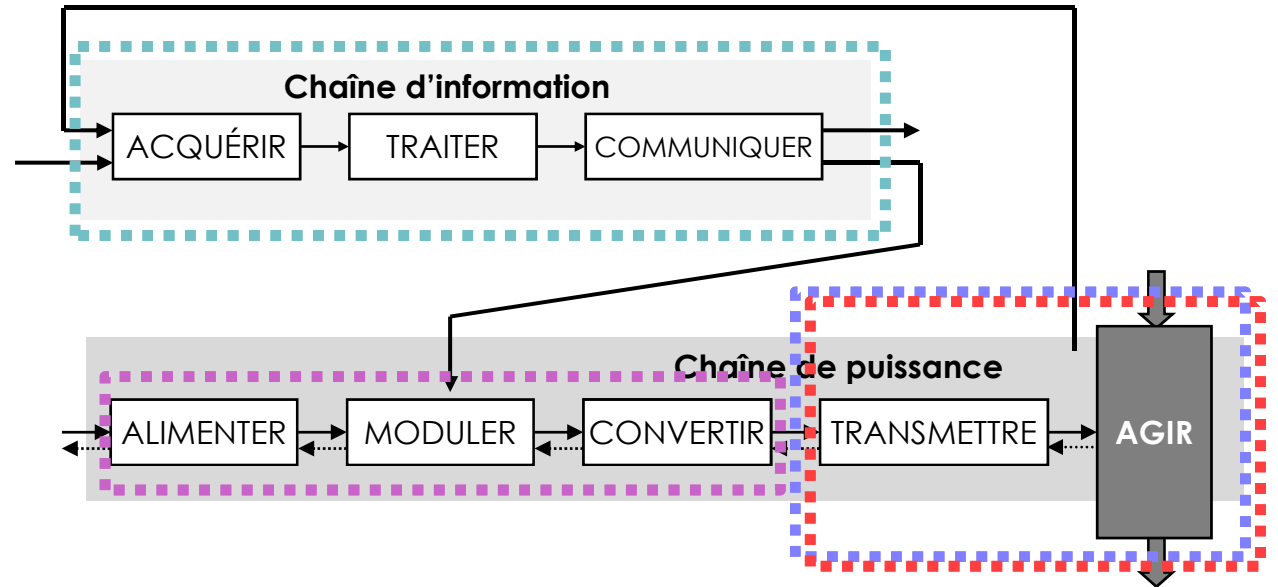 Chaîne d'information
ACQUÉRIR
TRAITER
COMMUNIQUER
Chaîne de puissance
ALIMENTER
MODULER
CONVERTIR
TRANSMETTRE
AGIR